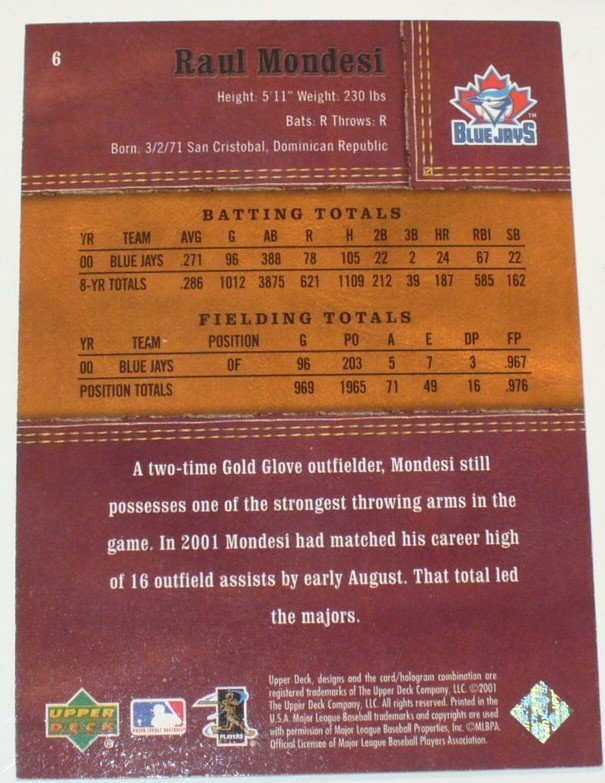 6
Raul Mondesi
Height: 5'11" Weight: 230 lbs
Bats: R Throws: R
Born: 3/2/71 San Cristobal, Dominican Republic
BLUE JAYS
TM
BATTING TOTALS
YR TEAM AVG G AB R H 2B 3B HR RBI SB
00 BLUE JAYS .271 96 388 78 105 22 2 24 67 22
8-YR TOTALS .286 1012 3875 621 1109 212 39 187 585 162
FIELDING TOTALS
YR TEAM POSITION G PO A E DP FP
00 BLUE JAYS OF 96 203 5 7 3 .967
POSITION TOTALS 969 1965 71 49 16 .976
A two-time Gold Glove outfielder, Mondesi still
possesses one of the strongest throwing arms in the
game. In 2001 Mondesi had matched his career high
of 16 outfield assists by early August. That total led
the majors.
UPPER
DECK
®
PLAYERS
Upper Deck, designs and the card/hologram combination are
registered trademarks of The Upper Deck Company, LLC. ©2001
The Upper Deck Company, LLC. All rights reserved. Printed in the
U.S.A. Major League Baseball trademarks and copyrights are used
with permission of Major League Baseball Properties, Inc. ©MLBPA.
Official Licensee of Major League Baseball Players Association.